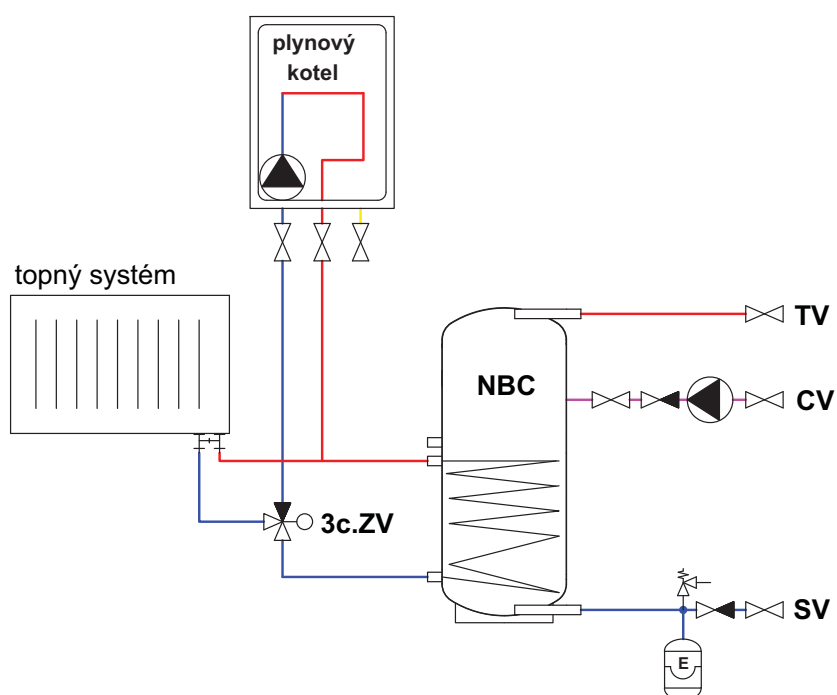 plynový
kotel
topný systém
TV
NBC
CV
3c.ZV
SV
E